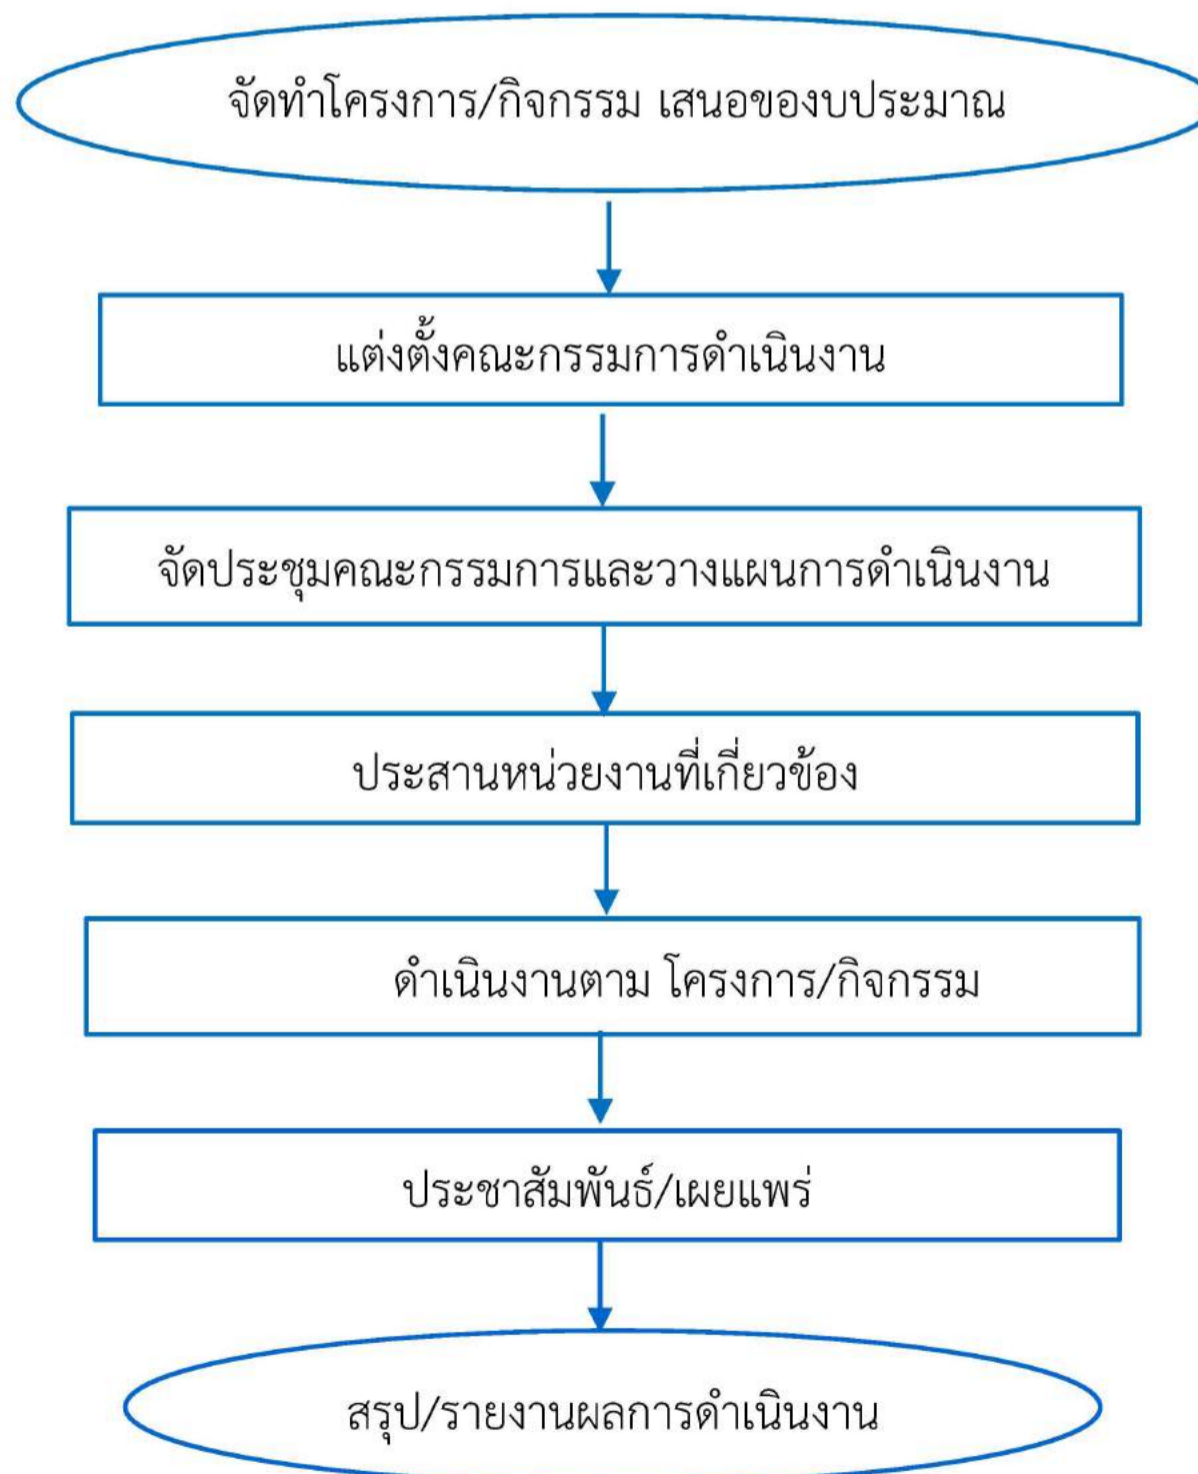 จัดทำโครงการ/กิจกรรม เสนอของบประมาณ
แต่งตั้งคณะกรรมการดำเนินงาน
จัดประชุมคณะกรรมการและวางแผนการดำเนินงาน
ประสานหน่วยงานที่เกี่ยวข้อง
ดำเนินงานตาม โครงการ/กิจกรรม
ประชาสัมพันธ์/เผยแพร่
สรุป/รายงานผลการดำเนินงาน